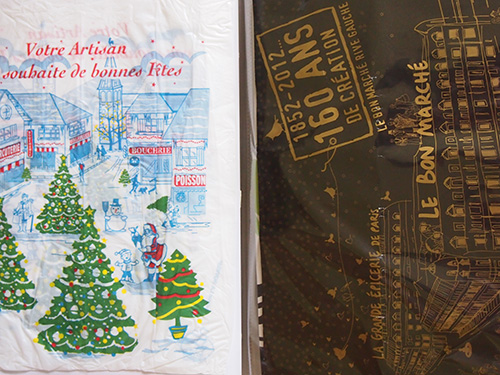 Votre Artisan
souhaite de bonnes Fêtes
BOUCHERIE
POISSON
1852-2012...
160 ANS
DE CRÉATION
LE BON MARCHÉ RIVE GAUCHE
LE BON MARCHÉ
LA GRANDE ÉPICERIE DE PARIS